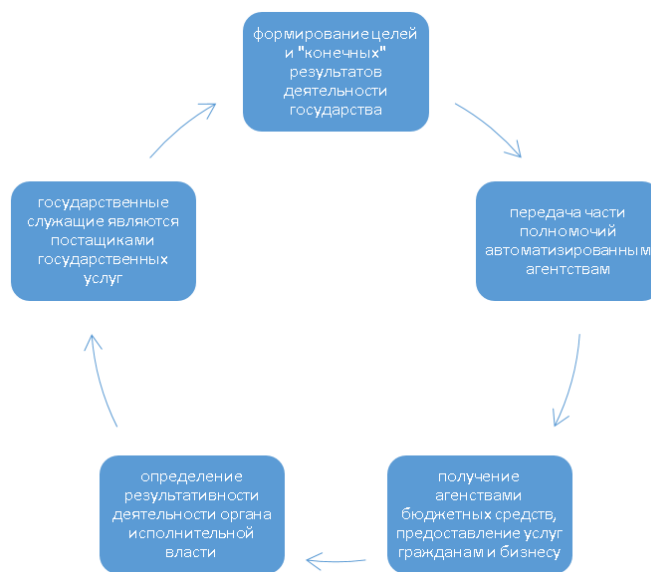 формирование целей
и "конечных"
результатов
деятельности
государства
передача части
полномочий
автоматизированным
агентствам
получение
агенствами
бюджетных средств,
предоставление услуг
гражданам и бизнесу
определение
результативности
деятельности органа
исполнительной
власти
государственные
служащие являются
постащиками
государственных
услуг